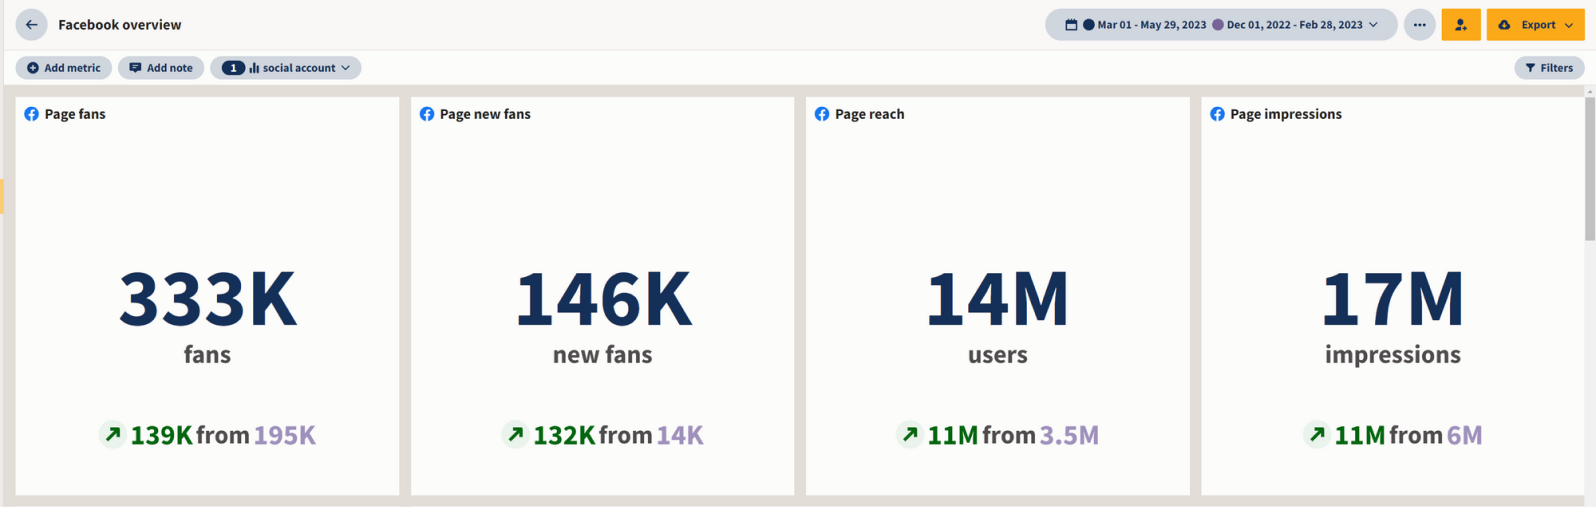 Facebook overview
Mar 01 - May 29, 2023 Dec 01, 2022 - Feb 28, 2023
Export
Add metric
Add note
1 social account
Filters
Page fans
333K
fans
139K from 195K
Page new fans
146K
new fans
132K from 14K
Page reach
14M
users
11M from 3.5M
Page impressions
17M
impressions
11M from 6M